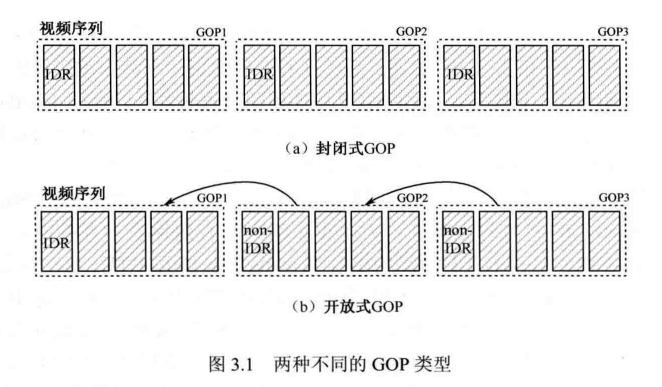 视频序列 GOP1 GOP2 GOP3
IDR IDR IDR
（a）封闭式GOP
视频序列 GOP1 GOP2 GOP3
IDR non-IDR non-IDR
（b）开放式GOP
图 3.1 两种不同的 GOP 类型